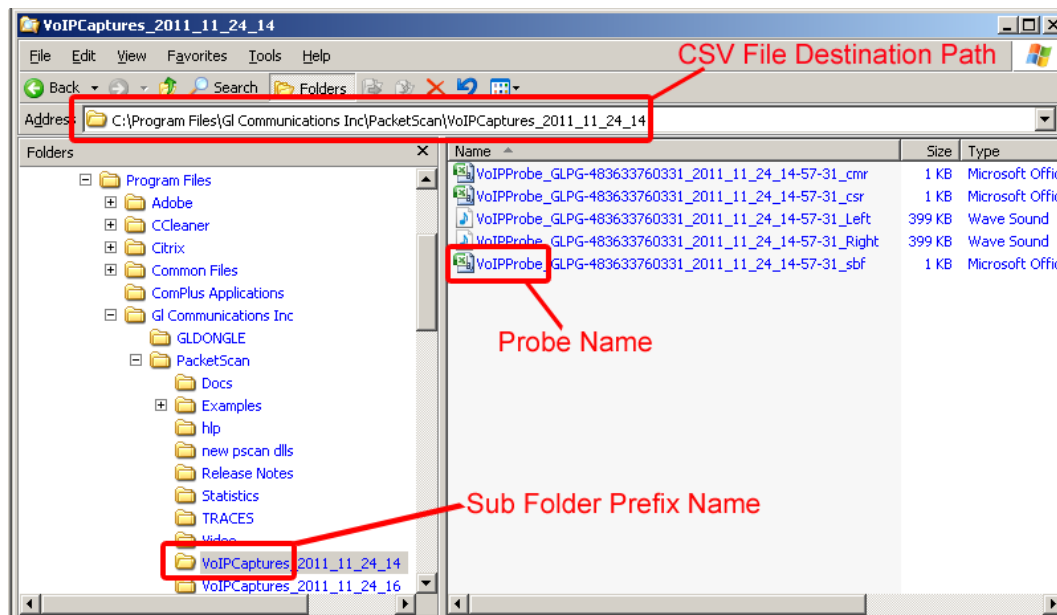 VoIPCaptures_2011_11_24_14
File Edit View Favorites Tools Help
CSV File Destination Path
Back Search Folders
Address C:\Program Files\Gl Communications Inc\PacketScan\VoIPCaptures_2011_11_24_14
Folders
Program Files
Adobe
CCleaner
Citrix
Common Files
ComPlus Applications
Gl Communications Inc
GLDONGLE
PacketScan
Docs
Examples
hlp
new pscan dlls
Release Notes
Statistics
TRACES
Video
VoIPCaptures_2011_11_24_14
VoIPCaptures_2011_11_24_16
Sub Folder Prefix Name
Name Size Type
VoIPProbe_GLPG-483633760331_2011_11_24_14-57-31_cmr 1 KB Microsoft Offic
VoIPProbe_GLPG-483633760331_2011_11_24_14-57-31_csr 1 KB Microsoft Offic
VoIPProbe_GLPG-483633760331_2011_11_24_14-57-31_Left 399 KB Wave Sound
VoIPProbe_GLPG-483633760331_2011_11_24_14-57-31_Right 399 KB Wave Sound
VoIPProbe_GLPG-483633760331_2011_11_24_14-57-31_sbf 1 KB Microsoft Offic
Probe Name